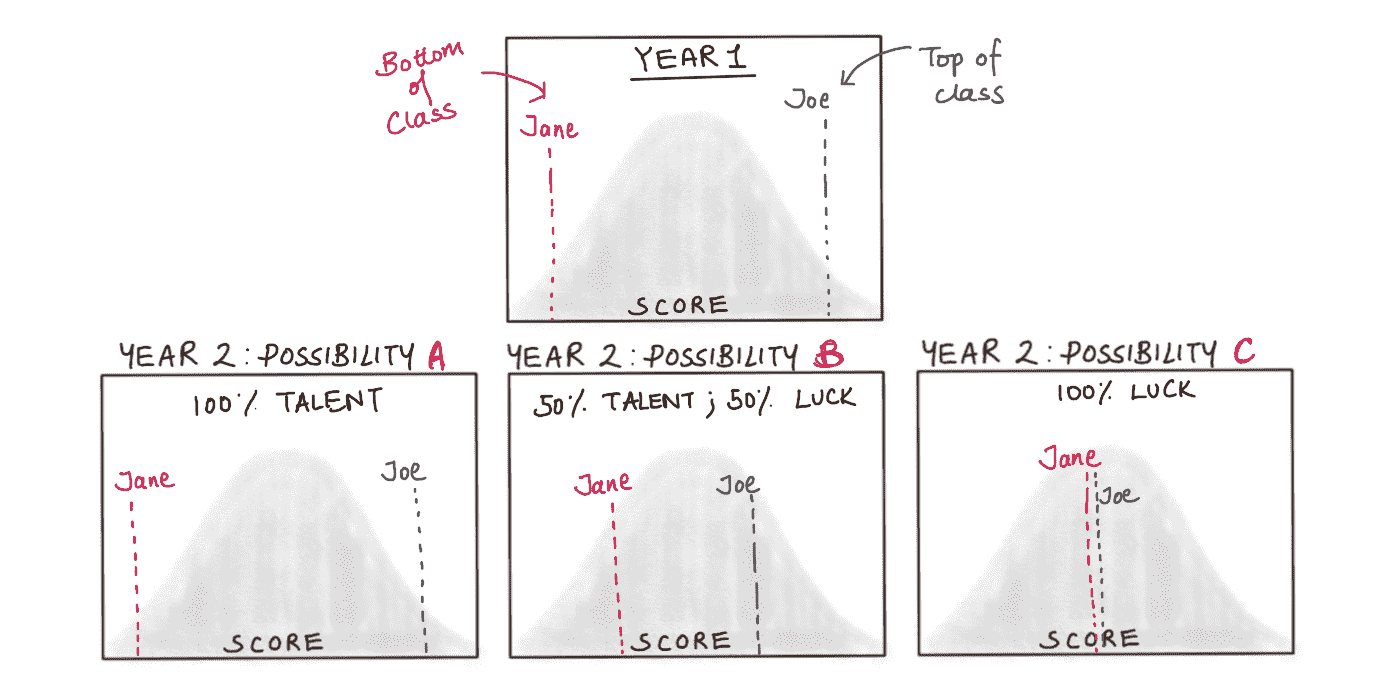 Bottom
of
Class
YEAR 1
Top of
class
Jane
Joe
SCORE
YEAR 2: POSSIBILITY A
100% TALENT
Jane
Joe
SCORE
YEAR 2: POSSIBILITY B
50% TALENT ; 50% LUCK
Jane
Joe
SCORE
YEAR 2: POSSIBILITY C
100% LUCK
Jane
Joe
SCORE